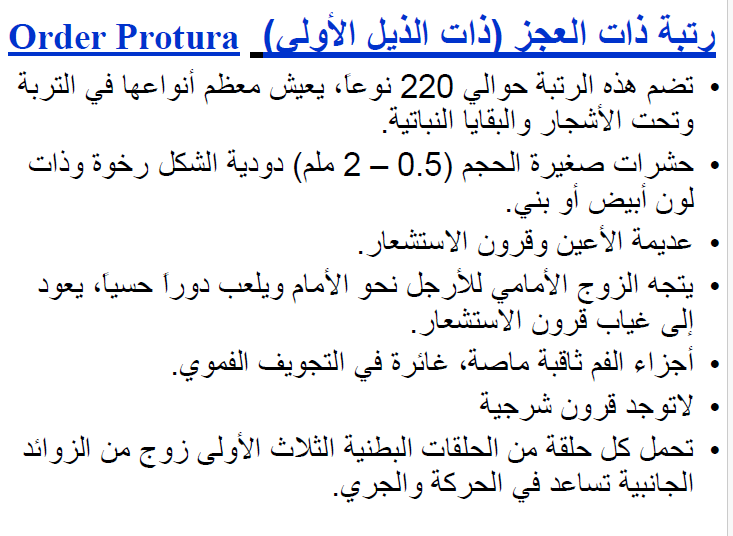 رتبة ذات العجز (ذات الذيل الأولى) Order Protura
• تضم هذه الرتبة حوالي 220 نوعاً، يعيش معظم أنواعها في التربة
وتحت الأشجار والبقايا النباتية.
• حشرات صغيرة الحجم (0.5 – 2 ملم) دودية الشكل رخوة وذات
لون أبيض أو بني.
• عديمة الأعين وقرون الاستشعار.
• يتجه الزوج الأمامي للأرجل نحو الأمام ويلعب دوراً حسياً، يعود
إلى غياب قرون الاستشعار.
• أجزاء الفم ثاقبة ماصة، غائرة في التجويف الفموي.
• لاتوجد قرون شرجية
• تحمل كل حلقة من الحلقات البطنية الثلاث الأولى زوج من الزوائد
الجانبية تساعد في الحركة والجري.